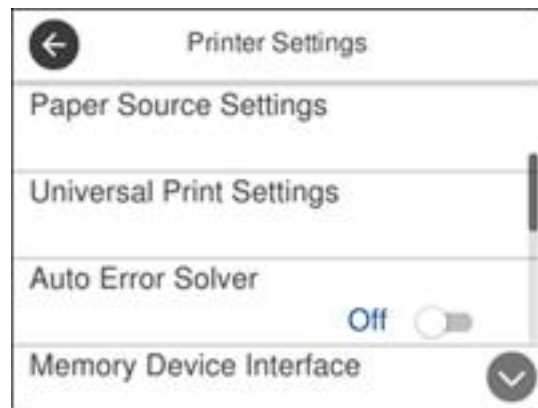 Printer Settings
Paper Source Settings
Universal Print Settings
Auto Error Solver
Off
Memory Device Interface